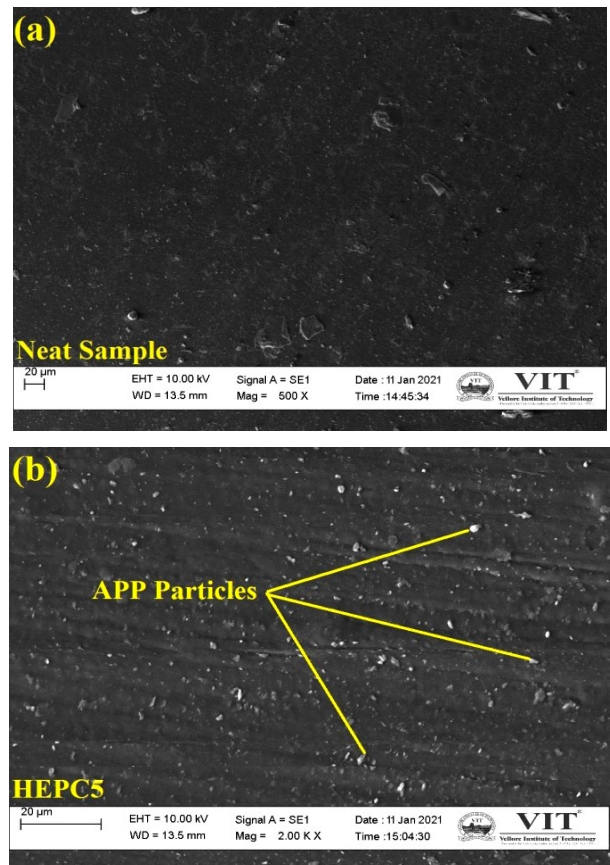 (a)
Neat Sample
20 µm
EHT = 10.00 kV Signal A = SE1 Date : 11 Jan 2021
WD = 13.5 mm Mag = 500 X Time : 14:45:34
VIT
Vellore Institute of Technology
(b)
APP Particles
HEPC5
20 µm
EHT = 10.00 kV Signal A = SE1 Date : 11 Jan 2021
WD = 13.5 mm Mag = 2.00 K X Time : 15:04:30
VIT
Vellore Institute of Technology